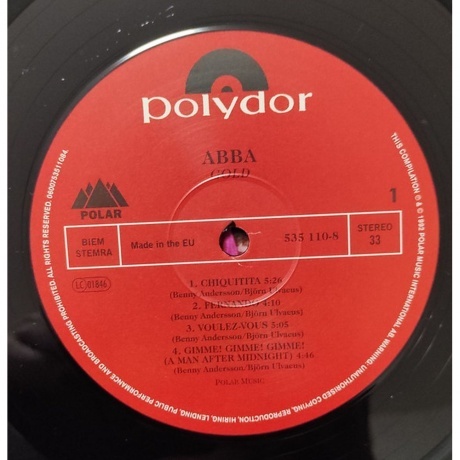 polydor
ABBA
GOLD
POLAR
1
BIEM
STEMRA
Made in the EU
535 110-8
STEREO
33
LC 01846
1. CHIQUITITA 5:26
(Benny Andersson/Björn Ulvaeus)
2. FERNANDO 4:10
(Benny Andersson/Björn Ulvaeus)
3. VOULEZ-VOUS 5:05
(Benny Andersson/Björn Ulvaeus)
4. GIMME! GIMME! GIMME!
(A MAN AFTER MIDNIGHT) 4:46
(Benny Andersson/Björn Ulvaeus)
POLAR MUSIC
THIS COMPILATION ℗ & © 1993 POLAR MUSIC INTERNATIONAL AB. WARNING. UNAUTHORISED COPYING, REPRODUCTION, HIRING, LENDING, PUBLIC PERFORMANCE AND BROADCASTING PROHIBITED. ALL RIGHTS RESERVED.